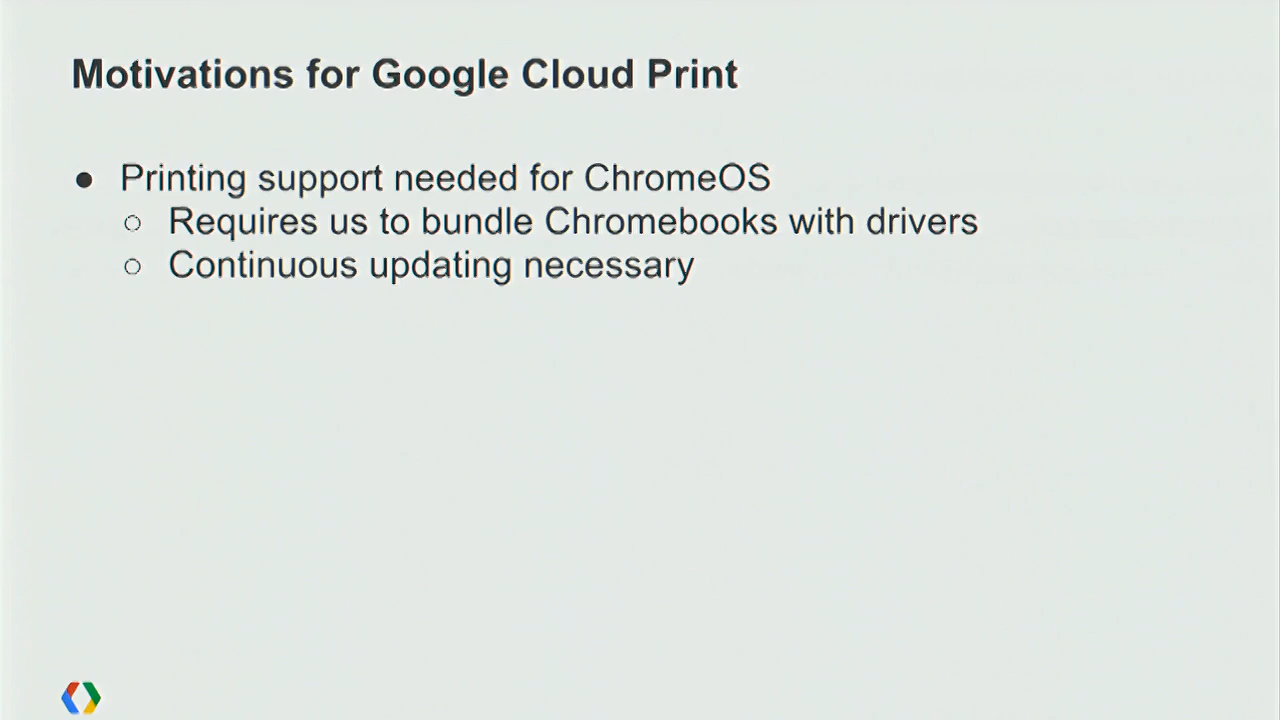 Motivations for Google Cloud Print
● Printing support needed for ChromeOS
○ Requires us to bundle Chromebooks with drivers
○ Continuous updating necessary